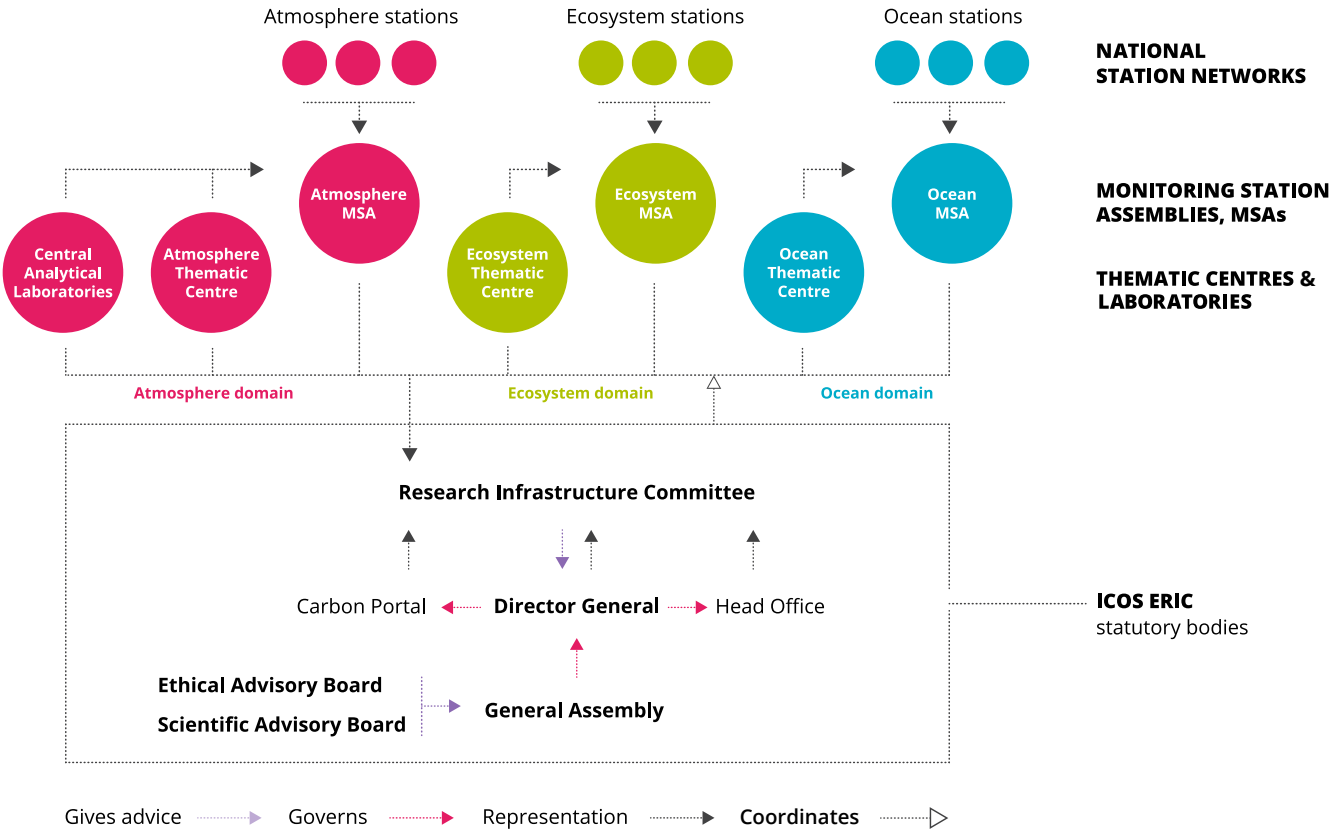 Atmosphere stations
Ecosystem stations
Ocean stations
NATIONAL
STATION NETWORKS
Atmosphere
MSA
Ecosystem
MSA
Ocean
MSA
MONITORING STATION
ASSEMBLIES, MSAs
Central
Analytical
Laboratories
Atmosphere
Thematic
Centre
Ecosystem
Thematic
Centre
Ocean
Thematic
Centre
THEMATIC CENTRES &
LABORATORIES
Atmosphere domain
Ecosystem domain
Ocean domain
Research Infrastructure Committee
Carbon Portal
Director General
Head Office
ICOS ERIC
statutory bodies
Ethical Advisory Board
Scientific Advisory Board
General Assembly
Gives advice
Governs
Representation
Coordinates